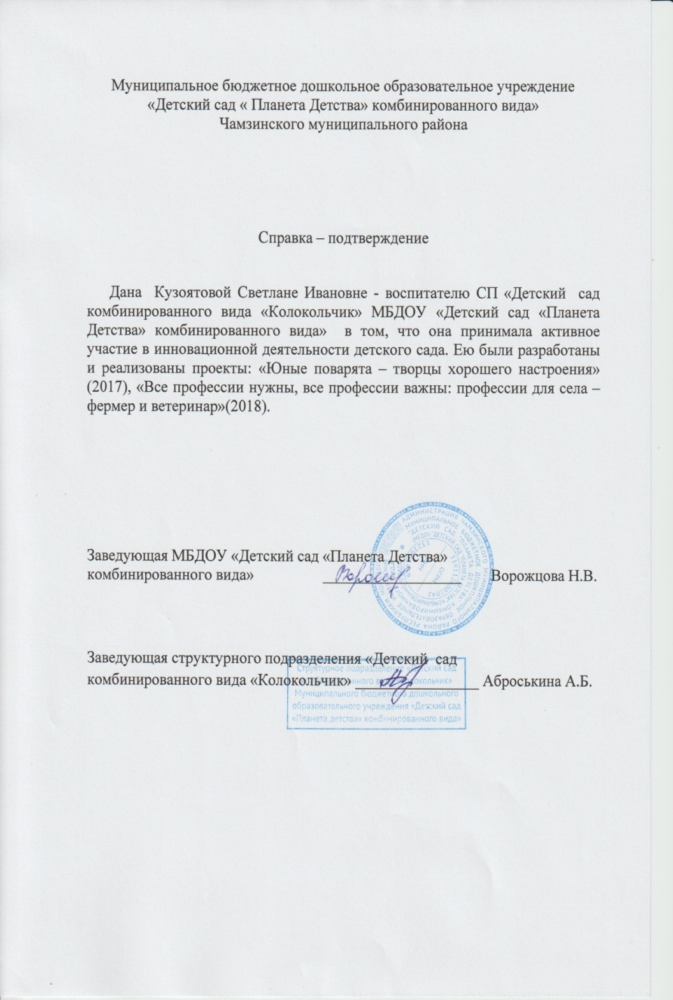 Муниципальное бюджетное дошкольное образовательное учреждение
«Детский сад « Планета Детства» комбинированного вида»
Чамзинского муниципального района
Справка – подтверждение
Дана Кузоятовой Светлане Ивановне - воспитателю СП «Детский сад
комбинированного вида «Колокольчик» МБДОУ «Детский сад «Планета
Детства» комбинированного вида» в том, что она принимала активное
участие в инновационной деятельности детского сада. Ею были разработаны
и реализованы проекты: «Юные поварята – творцы хорошего настроения»
(2017), «Все профессии нужны, все профессии важны: профессии для села –
фермер и ветеринар»(2018).
Заведующая МБДОУ «Детский сад «Планета Детства»
комбинированного вида» Ворожцова Н.В.
Заведующая структурного подразделения «Детский сад
комбинированного вида «Колокольчик» Аброськина А.Б.
Структурное подразделение «Детский сад
Муниципального бюджетного дошкольного
образовательного учреждения «Детский сад
«Планета детства» комбинированного вида»